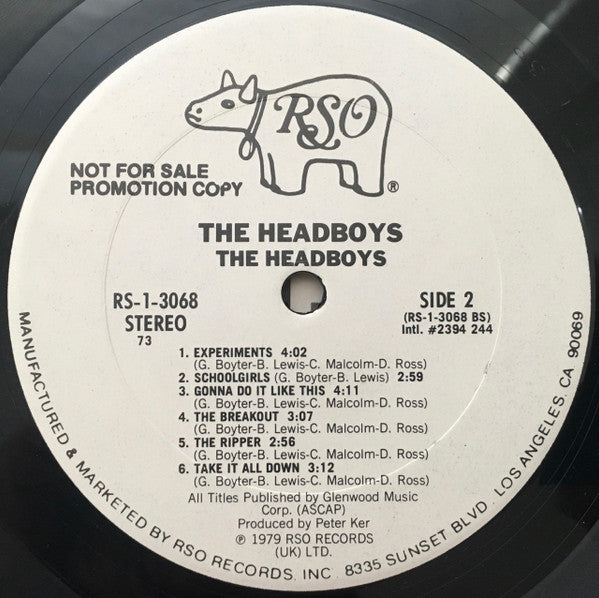 RSO
®
NOT FOR SALE
PROMOTION COPY
THE HEADBOYS
THE HEADBOYS
RS-1-3068
STEREO
73
SIDE 2
(RS-1-3068 BS)
Intl. #2394 244
1. EXPERIMENTS 4:02
(G. Boyter-B. Lewis-C. Malcolm-D. Ross)
2. SCHOOLGIRLS (G. Boyter-B. Lewis) 2:59
3. GONNA DO IT LIKE THIS 4:11
(G. Boyter-B. Lewis-C. Malcolm-D. Ross)
4. THE BREAKOUT 3:07
(G. Boyter-B. Lewis-C. Malcolm-D. Ross)
5. THE RIPPER 2:56
(G. Boyter-B. Lewis-C. Malcolm-D. Ross)
6. TAKE IT ALL DOWN 3:12
(G. Boyter-B. Lewis-C. Malcolm-D. Ross)
All Titles Published by Glenwood Music
Corp. (ASCAP)
Produced by Peter Ker
℗ 1979 RSO RECORDS
(UK) LTD.
MANUFACTURED & MARKETED BY RSO RECORDS, INC. 8335 SUNSET BLVD. LOS ANGELES, CA 90069